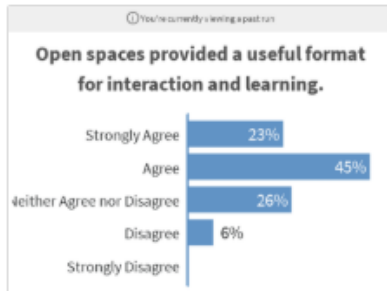 You're currently viewing a past run
Open spaces provided a useful format
for interaction and learning.
Strongly Agree 23%
Agree 45%
Neither Agree nor Disagree 26%
Disagree 6%
Strongly Disagree